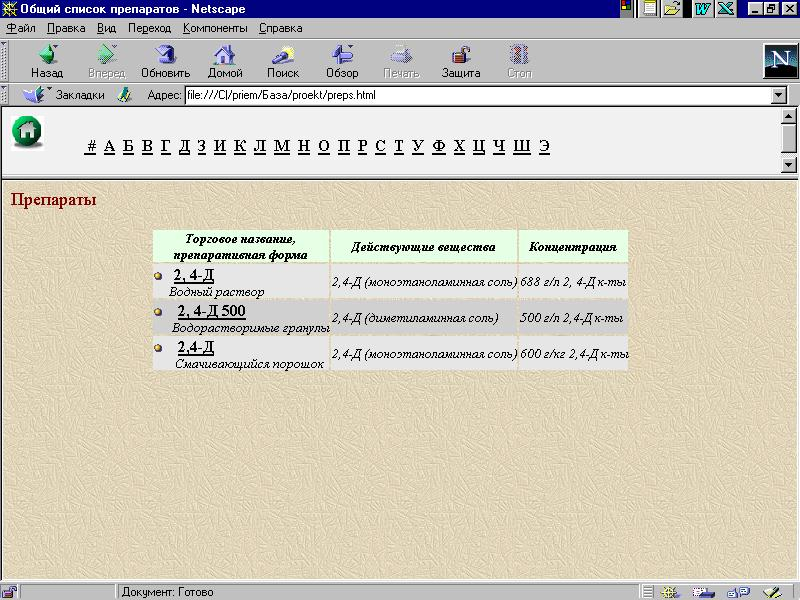 Общий список препаратов - Netscape
Файл Правка Вид Переход Компоненты Справка
Назад Вперед Обновить Домой Поиск Обзор Печать Защита Стоп
N
Закладки Адрес: file:///C|/priem/База/proekt/preps.html
# А Б В Г Д З И К Л М Н О П Р С Т У Ф Х Ц Ч Ш Э
Препараты
Торговое название, препаративная форма Действующие вещества Концентрация
2, 4-Д
Водный раствор 2,4-Д (моноэтаноламинная соль) 688 г/л 2, 4-Д к-ты
2, 4-Д 500
Водорастворимые гранулы 2,4-Д (диметиламинная соль) 500 г/л 2,4-Д к-ты
2,4-Д
Смачивающийся порошок 2,4-Д (моноэтаноламинная соль) 600 г/кг 2,4-Д к-ты
Документ: Готово